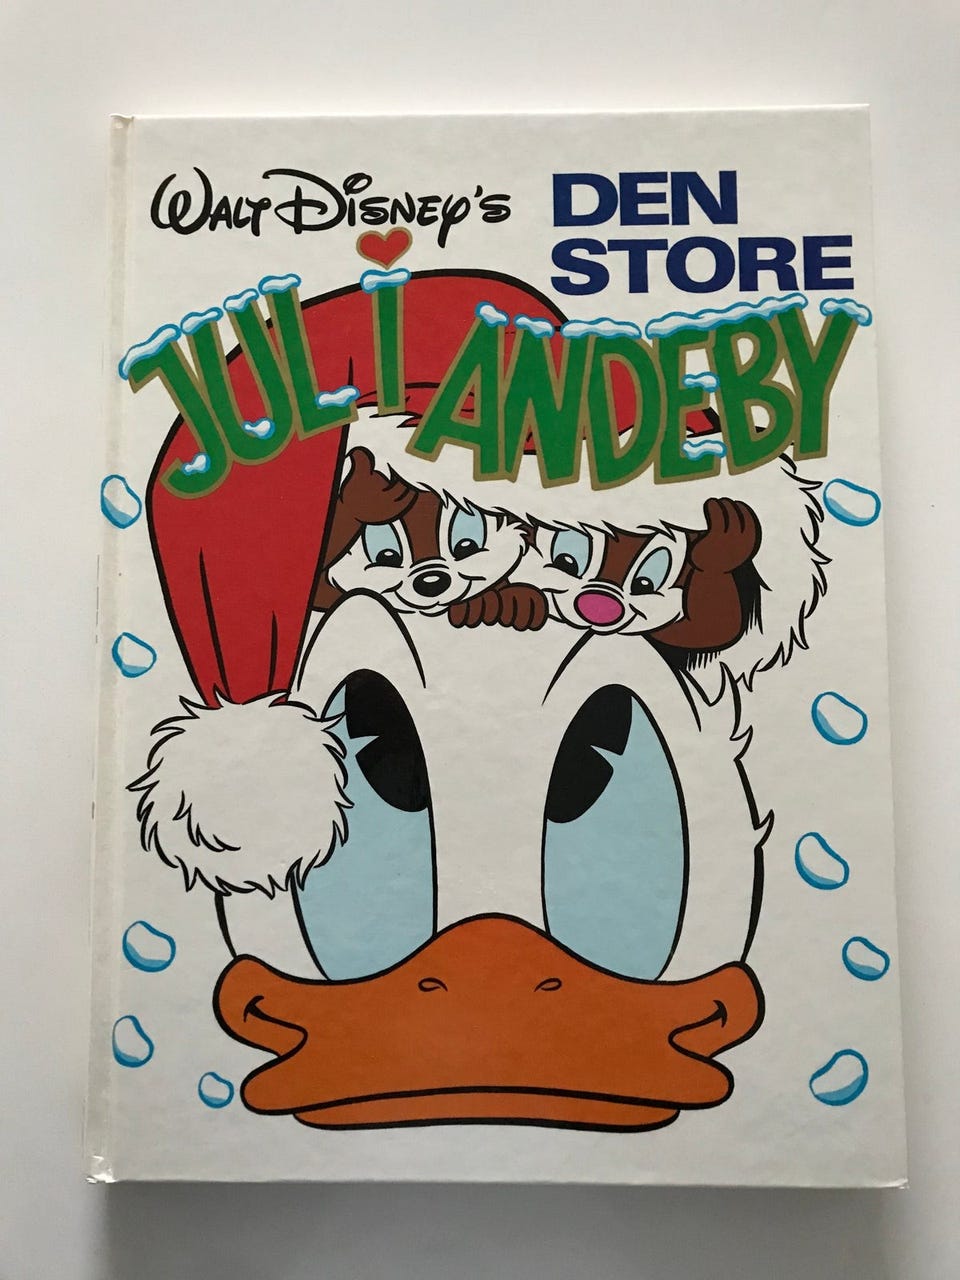 WALT DISNEY'S
DEN
STORE
JUL i ANDEBY